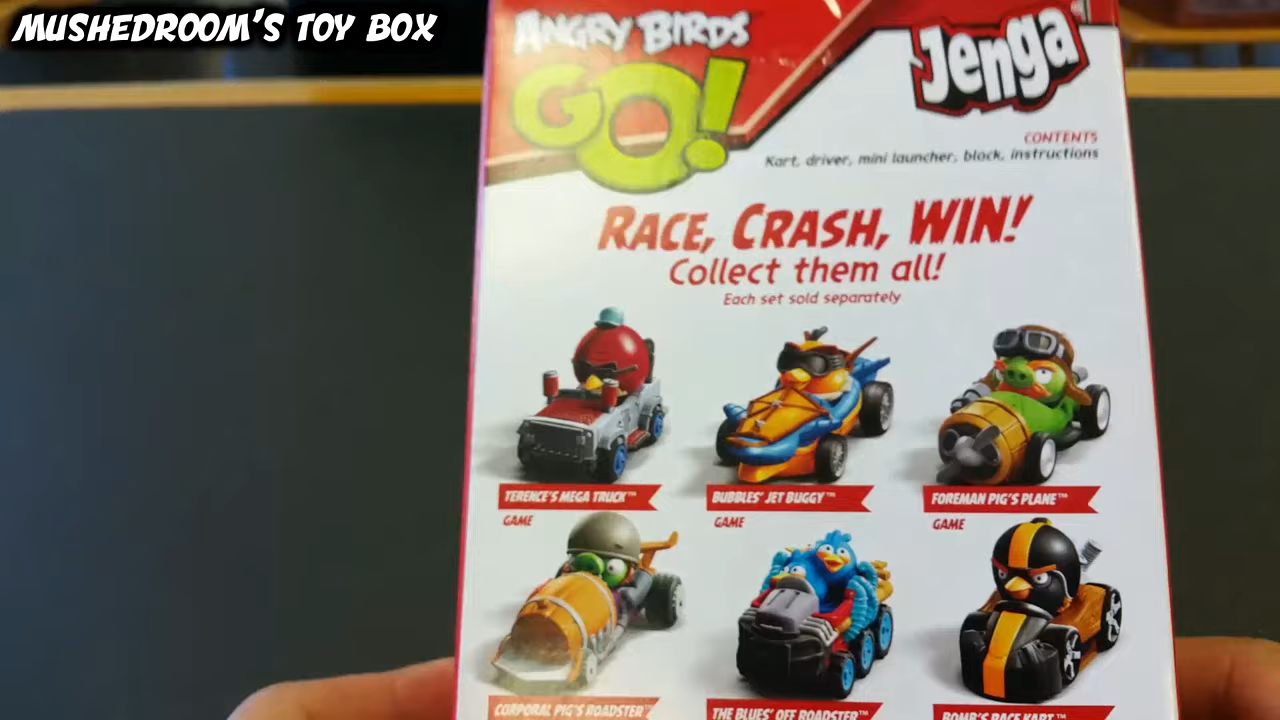 MUSHEDROOM'S TOY BOX
ANGRY BIRDS
GO!
Jenga
CONTENTS
Kart, driver, mini launcher, block, instructions
RACE, CRASH, WIN!
Collect them all!
Each set sold separately
TERENCE'S MEGA TRUCK™
BUBBLES' JET BUGGY™
FOREMAN PIG'S PLANE™
GAME
GAME
GAME
CORPORAL PIG'S ROADSTER™
THE BLUES' OFF ROADSTER™
BOMB'S RACE KART™